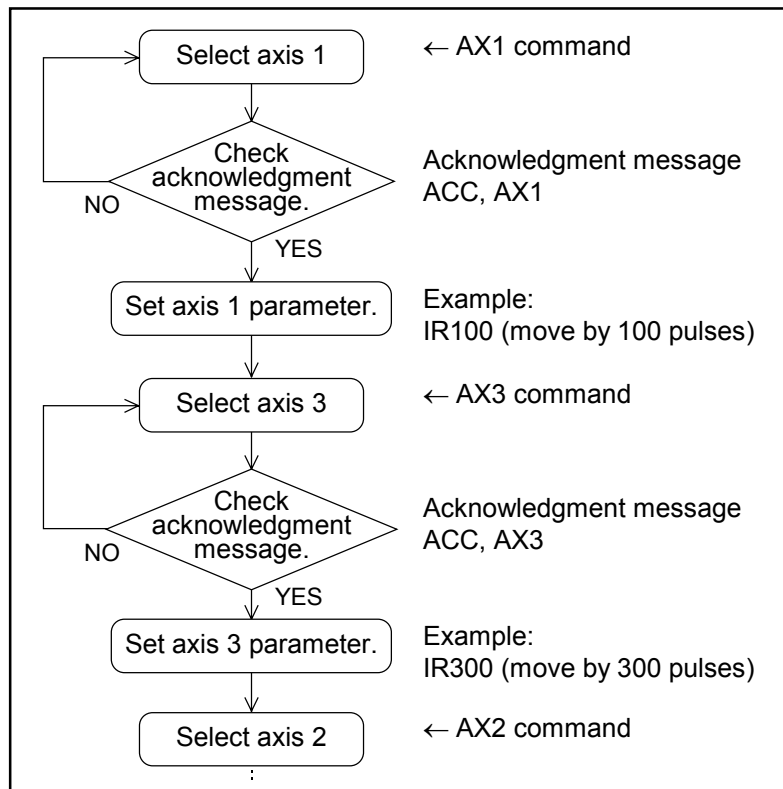 Select axis 1
← AX1 command
Check
acknowledgment
message.
NO
Acknowledgment message
ACC, AX1
YES
Set axis 1 parameter.
Example:
IR100 (move by 100 pulses)
Select axis 3
← AX3 command
Check
acknowledgment
message.
NO
Acknowledgment message
ACC, AX3
YES
Set axis 3 parameter.
Example:
IR300 (move by 300 pulses)
Select axis 2
← AX2 command